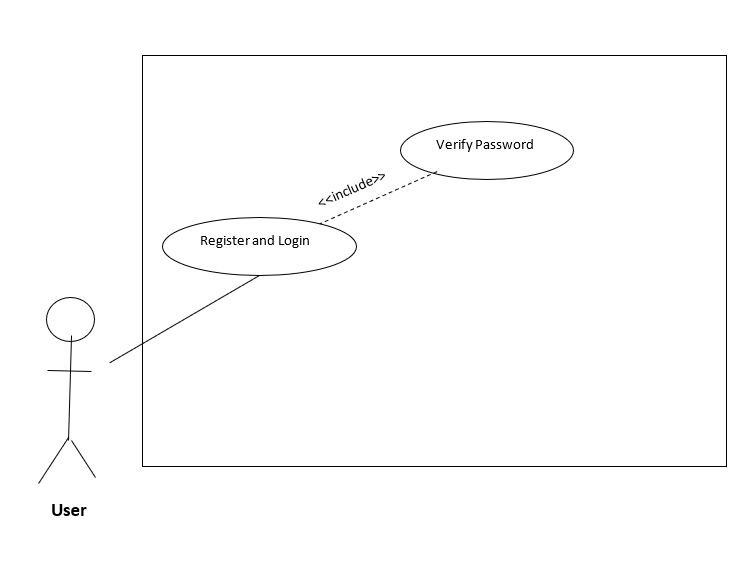 Verify Password
<<include>>
Register and Login
User